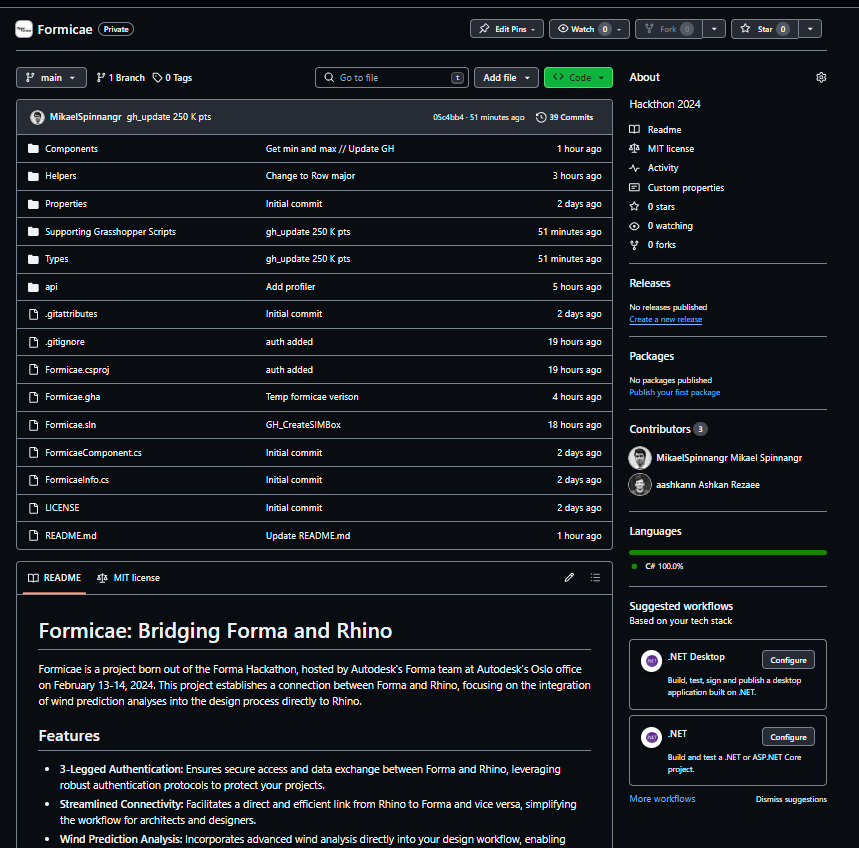 Formicae Private
Edit Pins Watch 0 Fork 0 Star 0
main 1 Branch 0 Tags Go to file t Add file Code
MikaelSpinnangr gh_update 250 K pts 05c4bb4 · 51 minutes ago 39 Commits
Components Get min and max // Update GH 1 hour ago
Helpers Change to Row major 3 hours ago
Properties Initial commit 2 days ago
Supporting Grasshopper Scripts gh_update 250 K pts 51 minutes ago
Types gh_update 250 K pts 51 minutes ago
api Add profiler 5 hours ago
.gitattributes Initial commit 2 days ago
.gitignore auth added 19 hours ago
Formicae.csproj auth added 19 hours ago
Formicae.gha Temp formicae verison 4 hours ago
Formicae.sln GH_CreateSIMBox 18 hours ago
FormicaeComponent.cs Initial commit 2 days ago
FormicaeInfo.cs Initial commit 2 days ago
LICENSE Initial commit 2 days ago
README.md Update README.md 1 hour ago
README MIT license
Formicae: Bridging Forma and Rhino
Formicae is a project born out of the Forma Hackathon, hosted by Autodesk's Forma team at Autodesk's Oslo office
on February 13-14, 2024. This project establishes a connection between Forma and Rhino, focusing on the integration
of wind prediction analyses into the design process directly to Rhino.
Features
• 3-Legged Authentication: Ensures secure access and data exchange between Forma and Rhino, leveraging
robust authentication protocols to protect your projects.
• Streamlined Connectivity: Facilitates a direct and efficient link from Rhino to Forma and vice versa, simplifying
the workflow for architects and designers.
• Wind Prediction Analysis: Incorporates advanced wind analysis directly into your design workflow, enabling
About
Hackthon 2024
Readme
MIT license
Activity
Custom properties
0 stars
0 watching
0 forks
Releases
No releases published
Create a new release
Packages
No packages published
Publish your first package
Contributors 3
MikaelSpinnangr Mikael Spinnangr
aashkann Ashkan Rezaee
Languages
C# 100.0%
Suggested workflows
Based on your tech stack
.NET Desktop Configure
Build, test, sign and publish a desktop
application built on .NET.
.NET Configure
Build and test a .NET or ASP.NET Core
project.
More workflows Dismiss suggestions